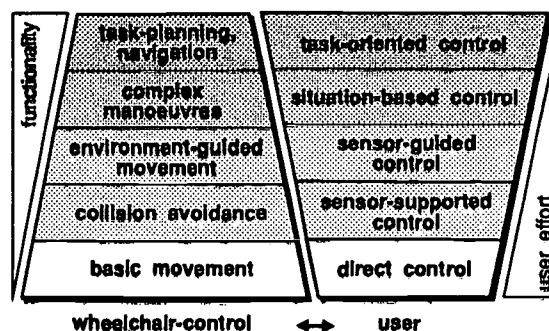 functionality
task-planning,
navigation
complex
manoeuvres
environment-guided
movement
collision avoidance
basic movement
task-oriented control
situation-based control
sensor-guided
control
sensor-supported
control
direct control
user effort
wheelchair-control ↔ user